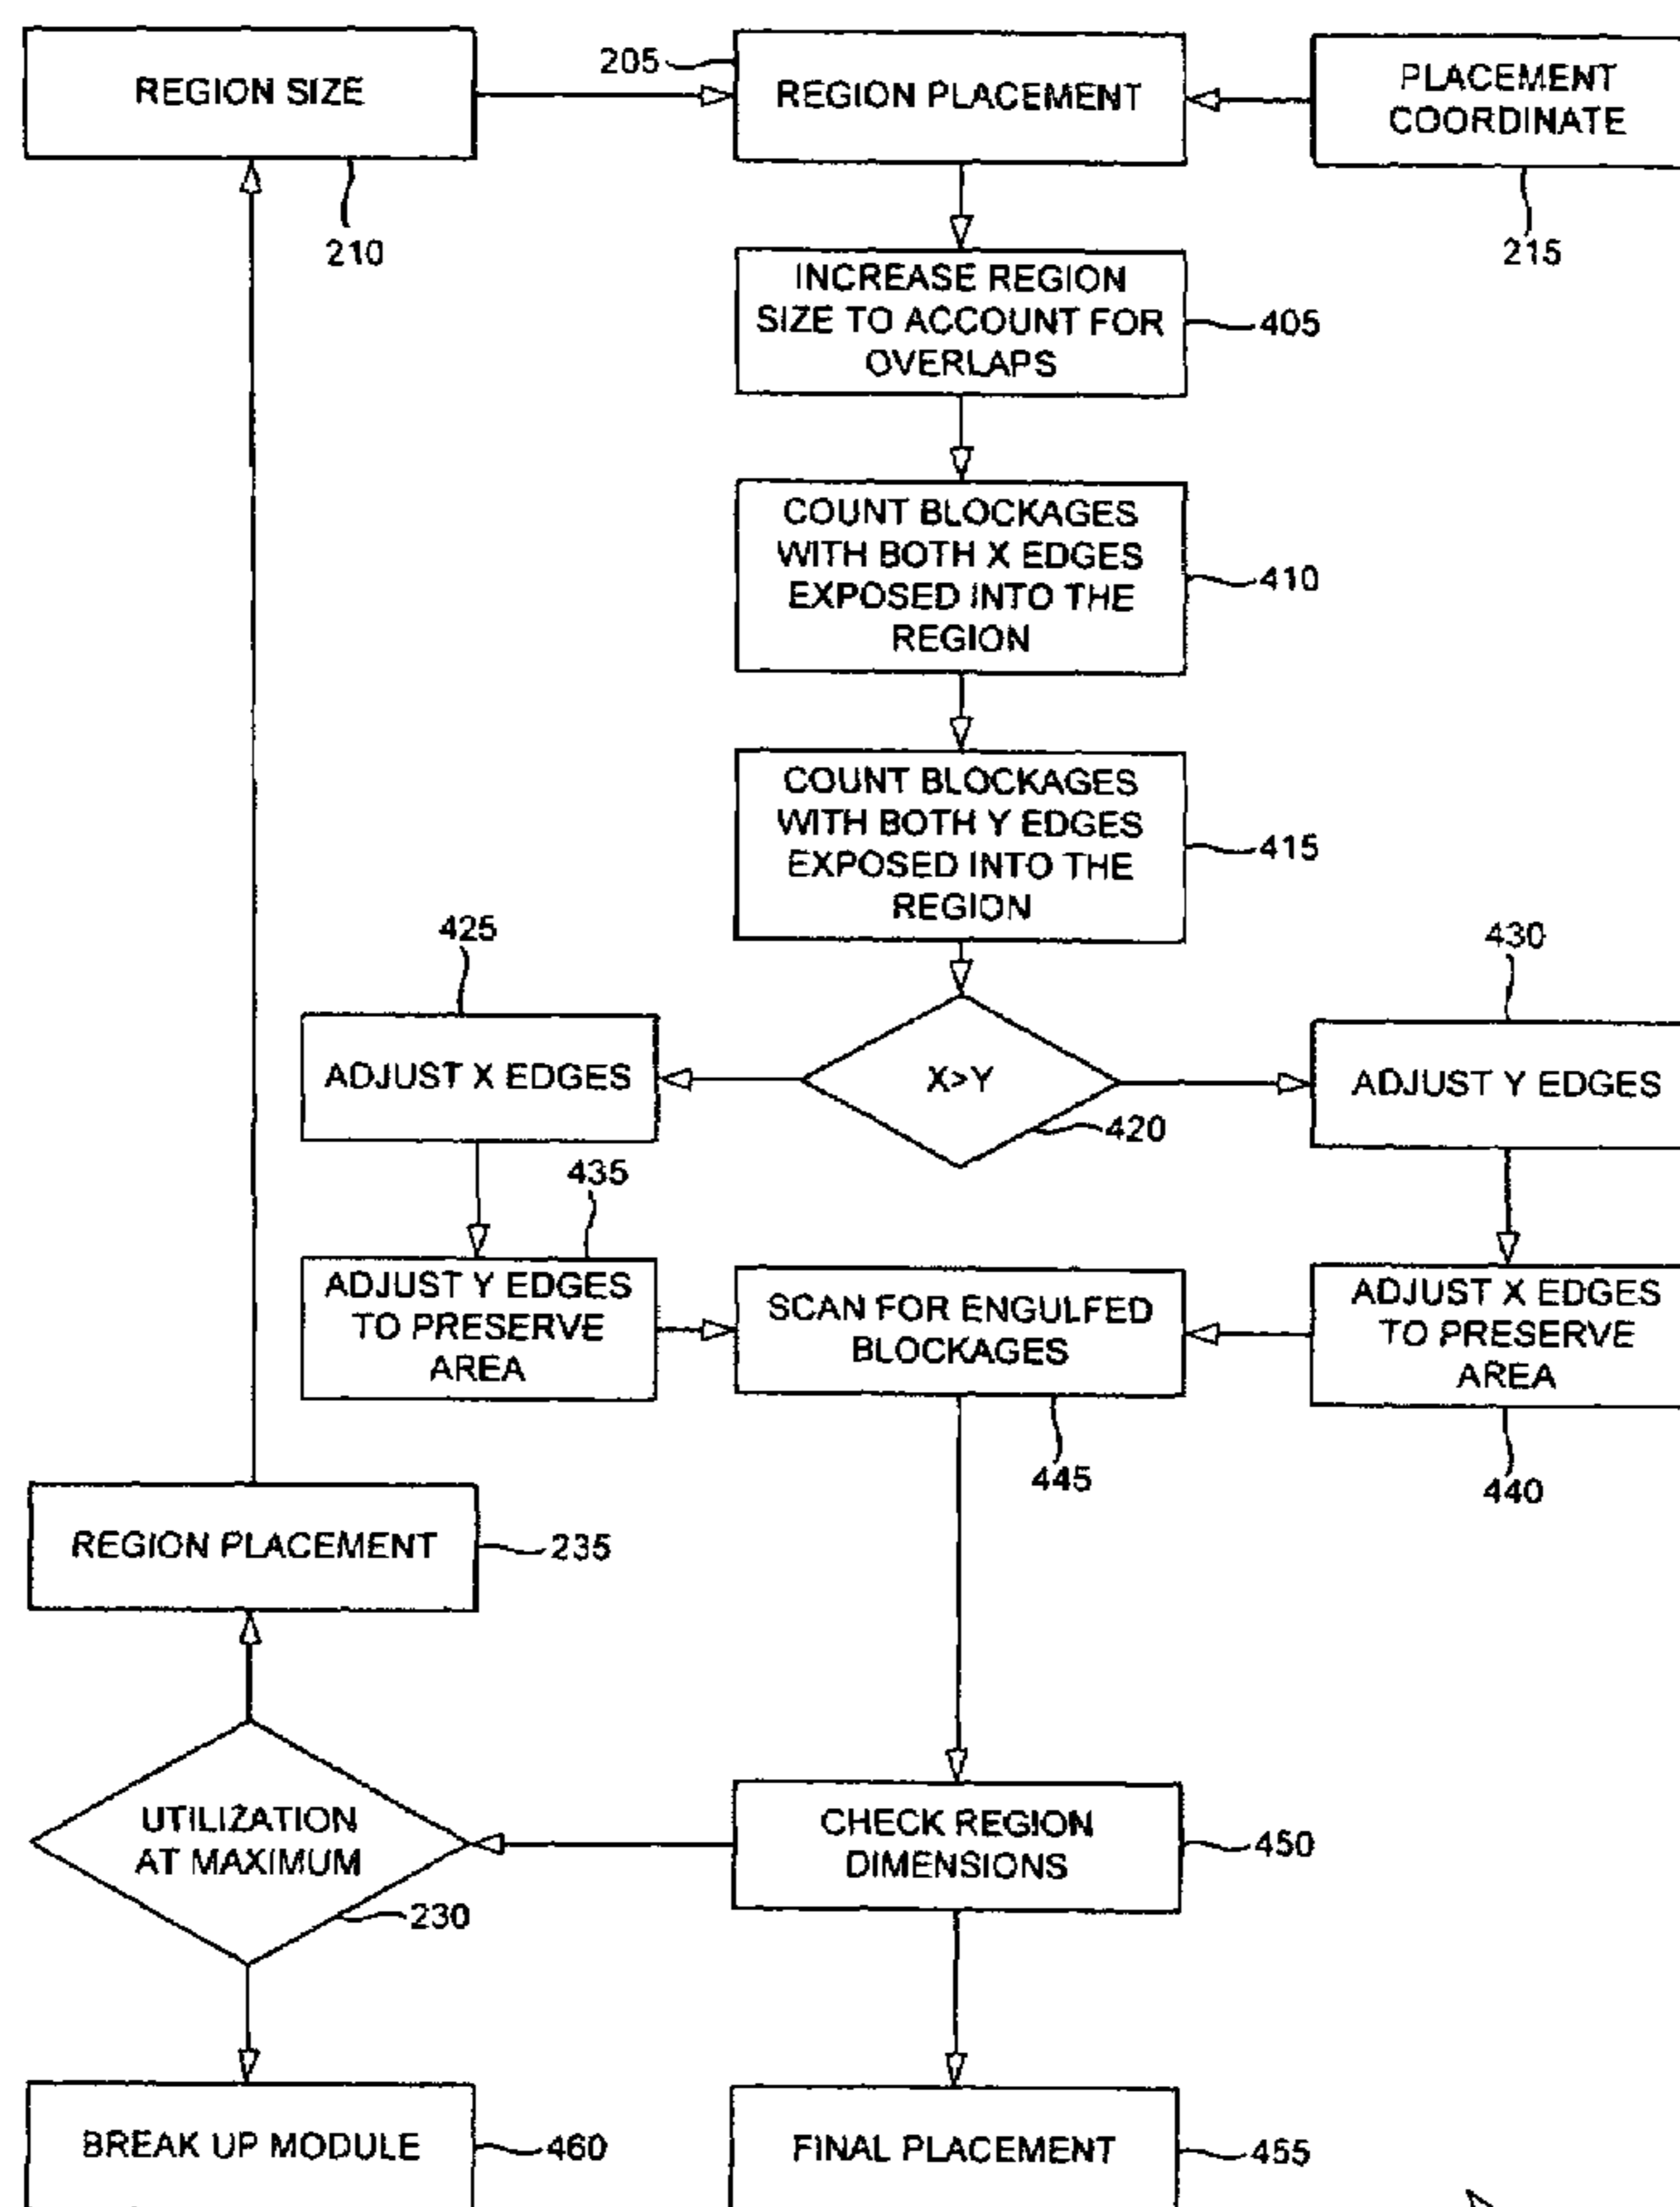 REGION SIZE
210
205
REGION PLACEMENT
PLACEMENT
COORDINATE
215
INCREASE REGION
SIZE TO ACCOUNT FOR
OVERLAPS
405
COUNT BLOCKAGES
WITH BOTH X EDGES
EXPOSED INTO THE
REGION
410
COUNT BLOCKAGES
WITH BOTH Y EDGES
EXPOSED INTO THE
REGION
415
X>Y
420
425
ADJUST X EDGES
430
ADJUST Y EDGES
435
ADJUST Y EDGES
TO PRESERVE
AREA
SCAN FOR ENGULFED
BLOCKAGES
445
ADJUST X EDGES
TO PRESERVE
AREA
440
REGION PLACEMENT
235
UTILIZATION
AT MAXIMUM
230
CHECK REGION
DIMENSIONS
450
BREAK UP MODULE
460
FINAL PLACEMENT
455